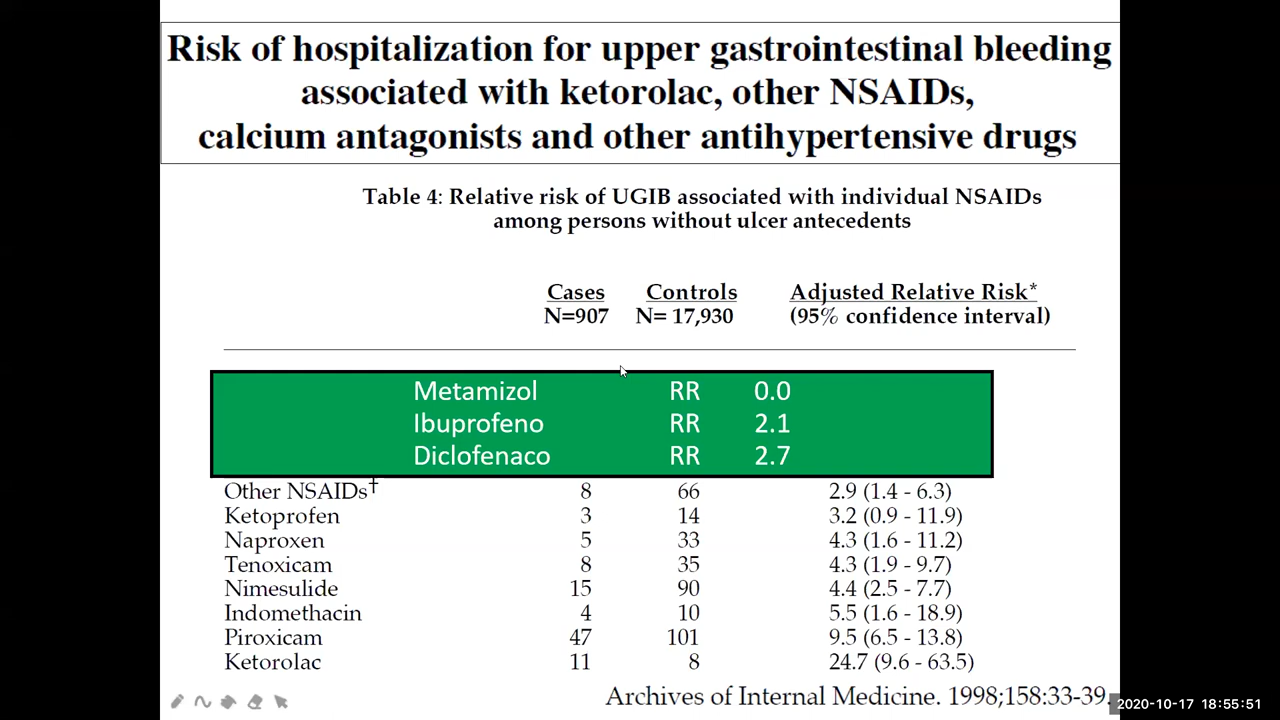 Risk of hospitalization for upper gastrointestinal bleeding
associated with ketorolac, other NSAIDs,
calcium antagonists and other antihypertensive drugs
Table 4: Relative risk of UGIB associated with individual NSAIDs
among persons without ulcer antecedents
Cases Controls Adjusted Relative Risk*
N=907 N= 17,930 (95% confidence interval)
Metamizol RR 0.0
Ibuprofeno RR 2.1
Diclofenaco RR 2.7
Other NSAIDs† 8 66 2.9 (1.4 - 6.3)
Ketoprofen 3 14 3.2 (0.9 - 11.9)
Naproxen 5 33 4.3 (1.6 - 11.2)
Tenoxicam 8 35 4.3 (1.9 - 9.7)
Nimesulide 15 90 4.4 (2.5 - 7.7)
Indomethacin 4 10 5.5 (1.6 - 18.9)
Piroxicam 47 101 9.5 (6.5 - 13.8)
Ketorolac 11 8 24.7 (9.6 - 63.5)
Archives of Internal Medicine. 1998;158:33-39.
2020-10-17 18:55:51